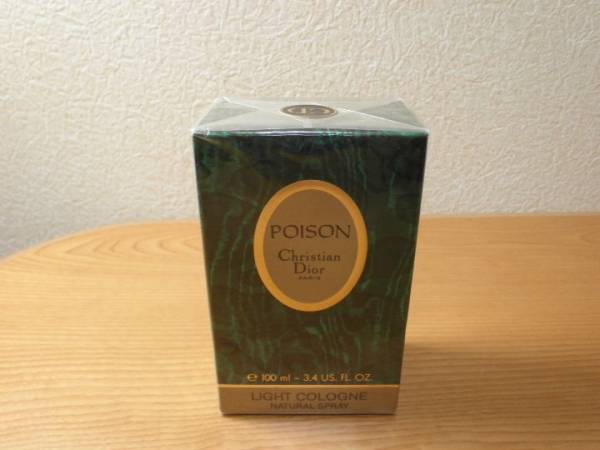 POISON
Christian
Dior
PARIS
℮ 100 ml - 3.4 US. FL. OZ.
LIGHT COLOGNE
NATURAL SPRAY